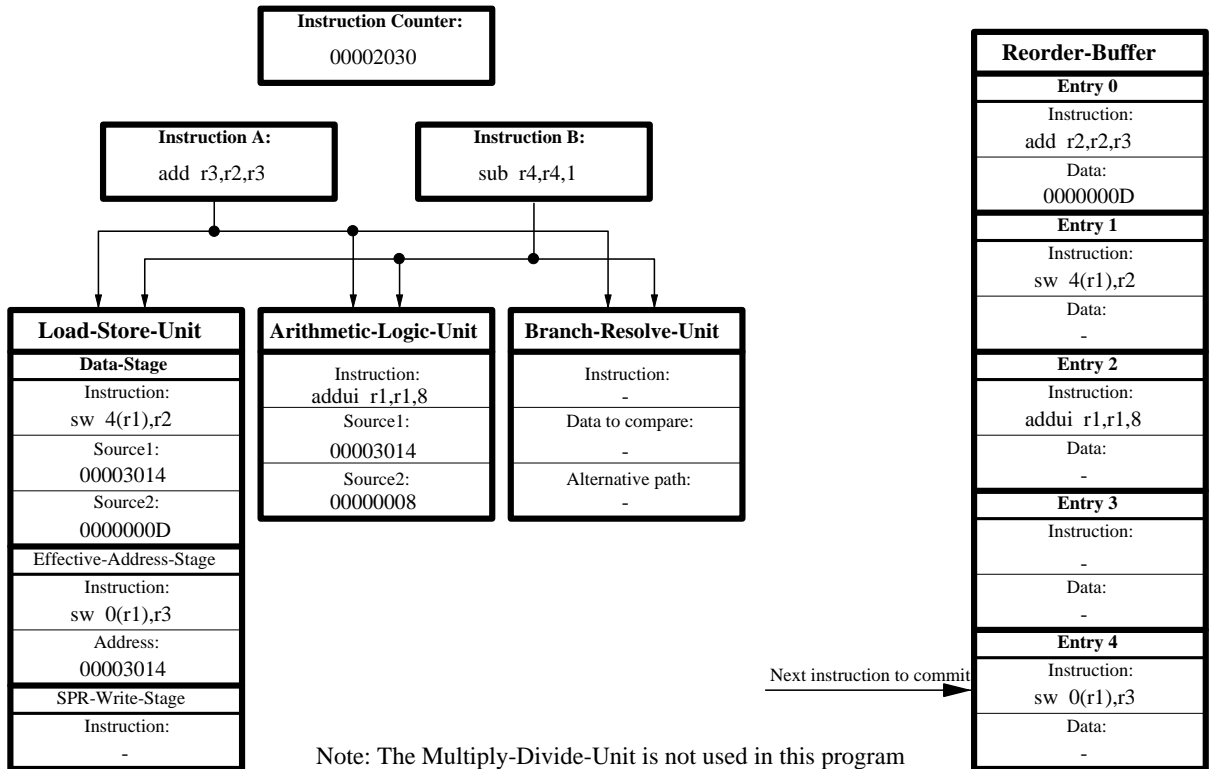 Instruction Counter:
00002030
Instruction A:
add r3,r2,r3
Instruction B:
sub r4,r4,1
Load-Store-Unit
Data-Stage
Instruction:
sw 4(r1),r2
Source1:
00003014
Source2:
0000000D
Effective-Address-Stage
Instruction:
sw 0(r1),r3
Address:
00003014
SPR-Write-Stage
Instruction:
-
Arithmetic-Logic-Unit
Instruction:
addui r1,r1,8
Source1:
00003014
Source2:
00000008
Branch-Resolve-Unit
Instruction:
-
Data to compare:
-
Alternative path:
-
Note: The Multiply-Divide-Unit is not used in this program
Next instruction to commit
Reorder-Buffer
Entry 0
Instruction:
add r2,r2,r3
Data:
0000000D
Entry 1
Instruction:
sw 4(r1),r2
Data:
-
Entry 2
Instruction:
addui r1,r1,8
Data:
-
Entry 3
Instruction:
-
Data:
-
Entry 4
Instruction:
sw 0(r1),r3
Data:
-